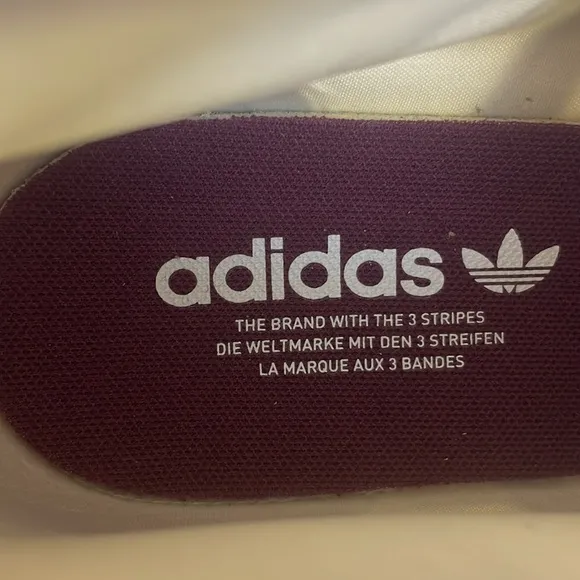 adidas
THE BRAND WITH THE 3 STRIPES
DIE WELTMARKE MIT DEN 3 STREIFEN
LA MARQUE AUX 3 BANDES